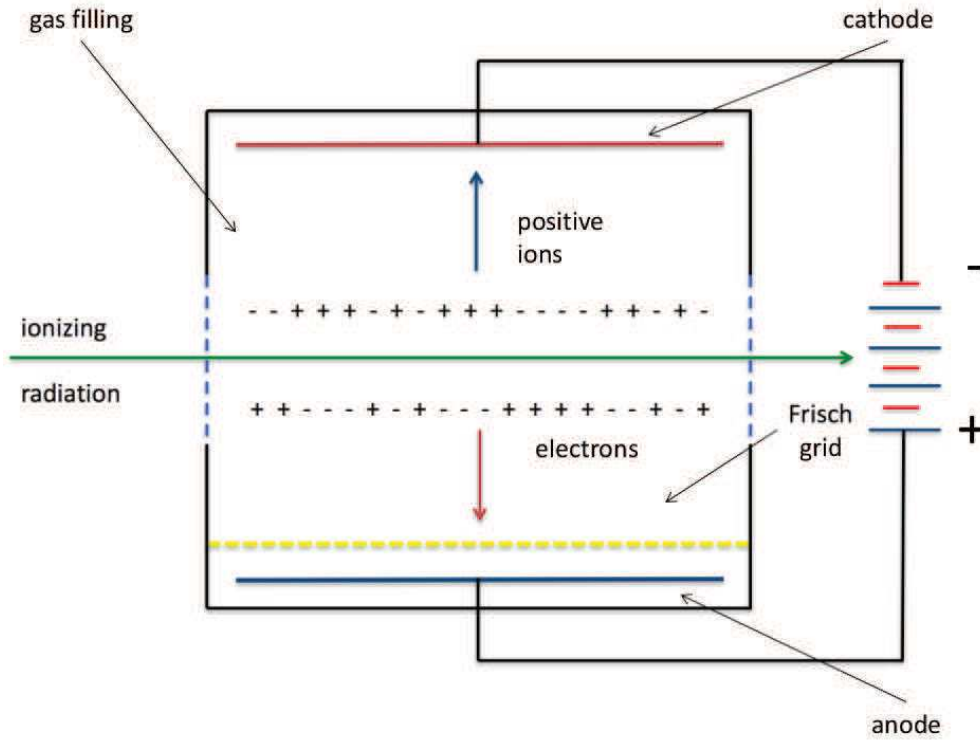 gas filling
cathode
positive
ions
-
- - + + + - + - + + + - - - - + + - + -
ionizing
radiation
+ + - - - + - + - - - + + + + - - + - +
Frisch
grid
+
electrons
anode